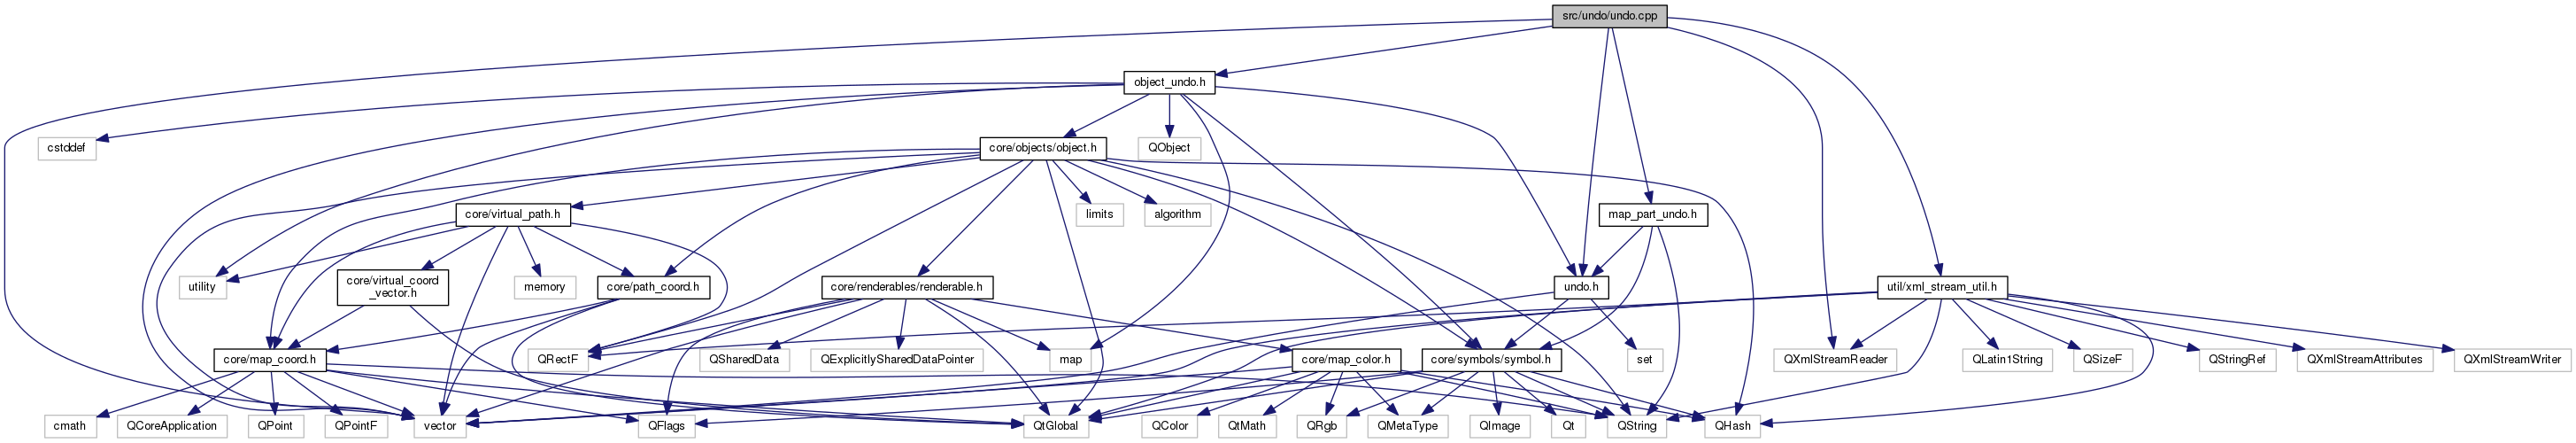 src/undo/undo.cpp
object_undo.h
cstddef
core/objects/object.h
QObject
core/virtual_path.h
limits
algorithm
map_part_undo.h
utility
core/virtual_coord
_vector.h
memory
core/path_coord.h
core/renderables/renderable.h
undo.h
util/xml_stream_util.h
core/map_coord.h
QRectF
QSharedData
QExplicitlySharedDataPointer
map
core/map_color.h
core/symbols/symbol.h
set
QXmlStreamReader
QLatin1String
QSizeF
QStringRef
QXmlStreamAttributes
QXmlStreamWriter
cmath
QCoreApplication
QPoint
QPointF
vector
QFlags
QtGlobal
QColor
QtMath
QRgb
QMetaType
QImage
Qt
QString
QHash